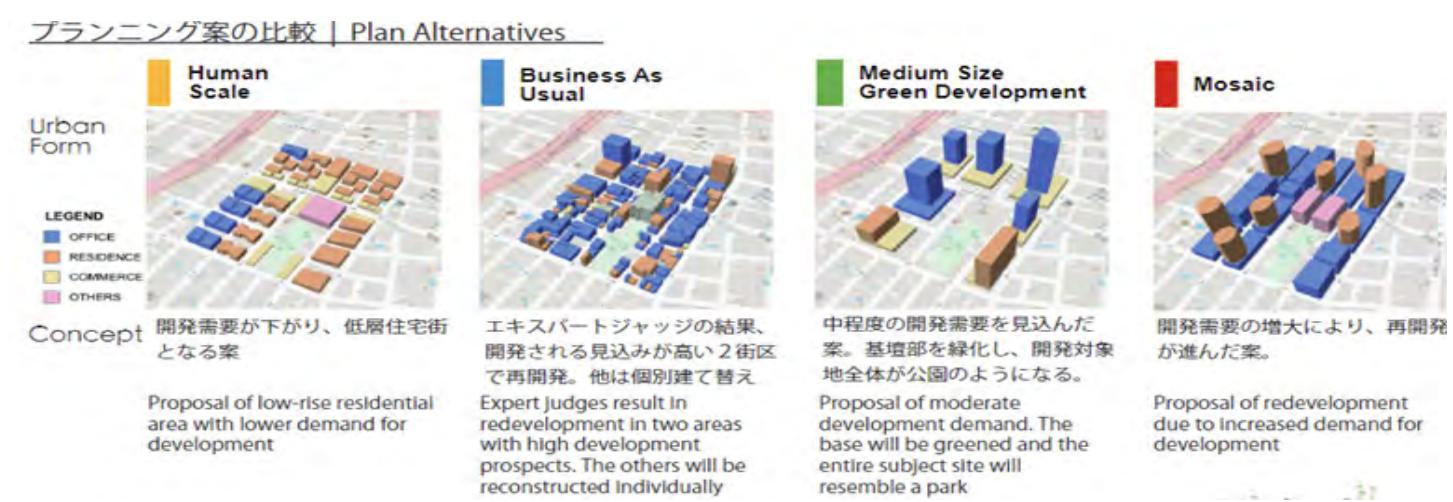 プランニング案の比較 | Plan Alternatives
Human
Scale
Business As
Usual
Medium Size
Green Development
Mosaic
Urban
Form
LEGEND
OFFICE
RESIDENCE
COMMERCE
OTHERS
Concept
開発需要が下がり、低層住宅街
となる案
Proposal of low-rise residential
area with lower demand for
development
エキスパートジャッジの結果、
開発される見込みが高い2街区
で再開発。他は個別建て替え
Expert judges result in
redevelopment in two areas
with high development
prospects. The others will be
reconstructed individually
中程度の開発需要を見込んだ
案。基壇部を緑化し、開発対象
地全体が公園のようになる。
Proposal of moderate
development demand. The
base will be greened and the
entire subject site will
resemble a park
開発需要の増大により、再開発
が進んだ案。
Proposal of redevelopment
due to increased demand for
development